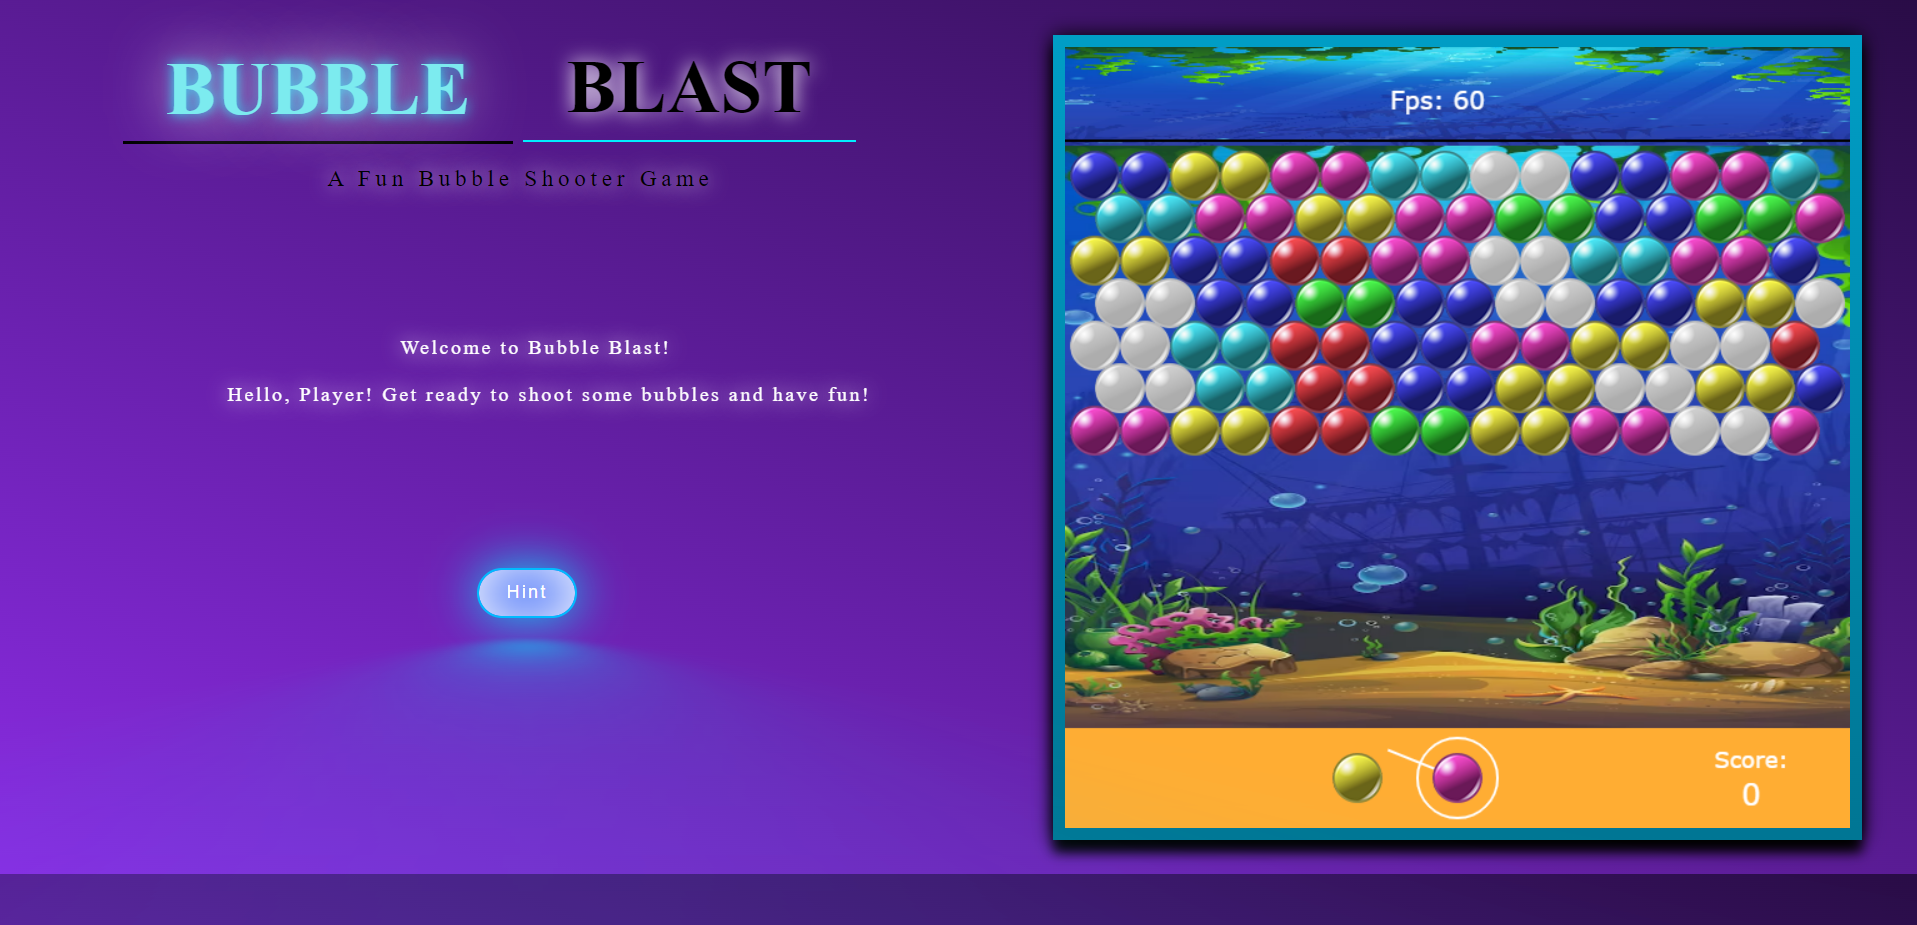 BUBBLE BLAST
A Fun Bubble Shooter Game
Welcome to Bubble Blast!
Hello, Player! Get ready to shoot some bubbles and have fun!
Hint
Fps: 60
Score:
0